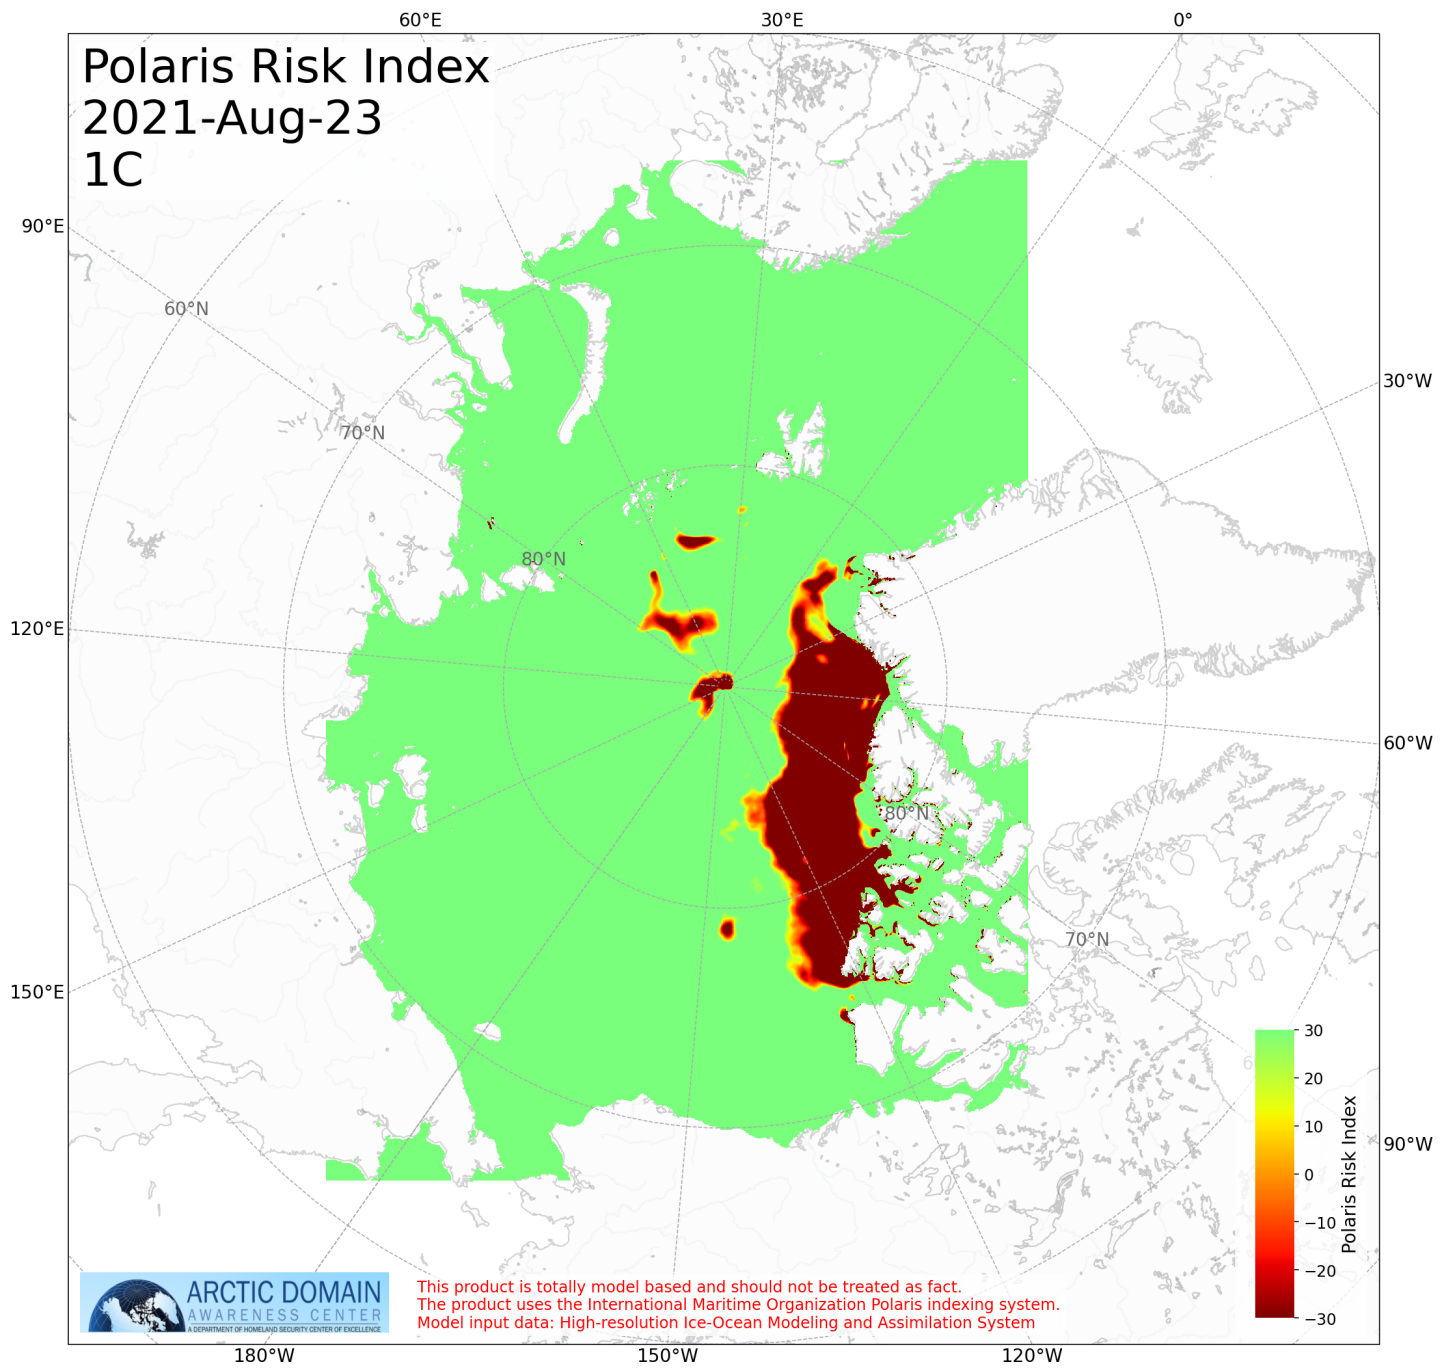 60°E
30°E
0°
Polaris Risk Index
2021-Aug-23
1C
90°E
60°N
30°W
70°N
80°N
120°E
60°W
80°N
70°N
150°E
30
20
10
0
−10
−20
−30
Polaris Risk Index
90°W
ARCTIC DOMAIN
AWARENESS CENTER
A DEPARTMENT OF HOMELAND SECURITY CENTER OF EXCELLENCE
This product is totally model based and should not be treated as fact.
The product uses the International Maritime Organization Polaris indexing system.
Model input data: High-resolution Ice-Ocean Modeling and Assimilation System
180°W
150°W
120°W